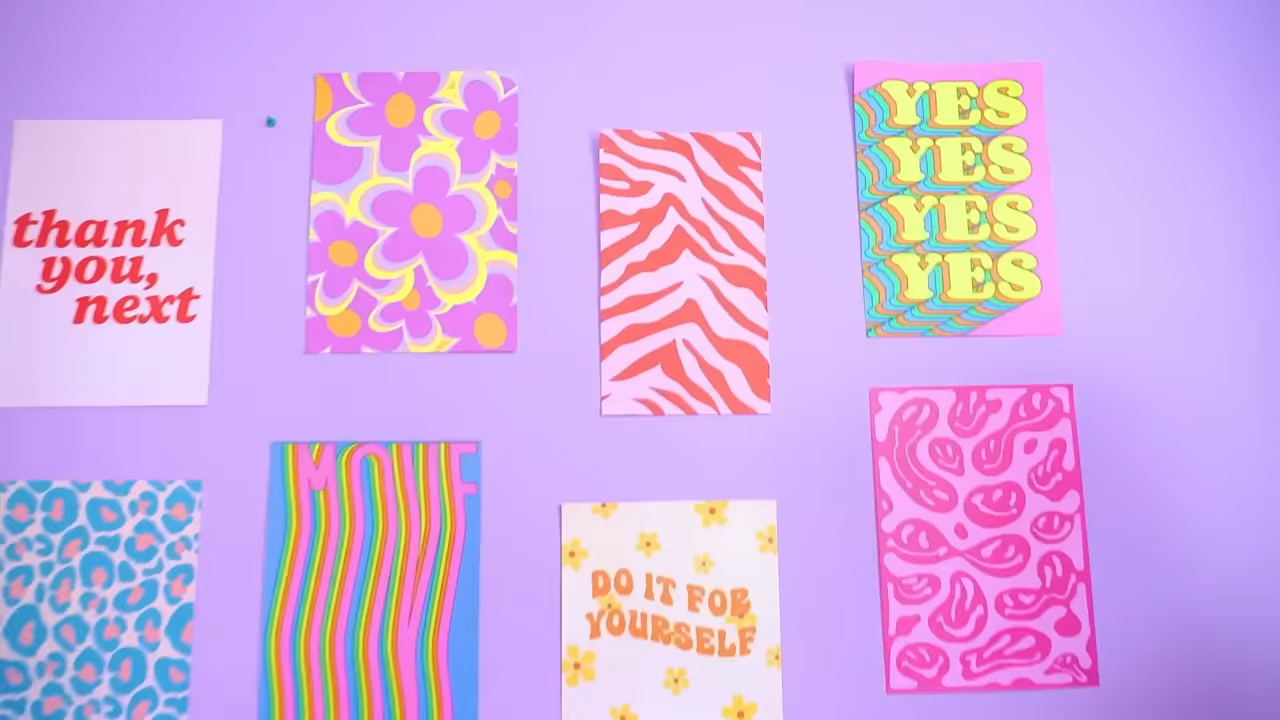 thank
you,
next
YES
YES
YES
YES
MOVE
DO IT FOR
YOURSELF